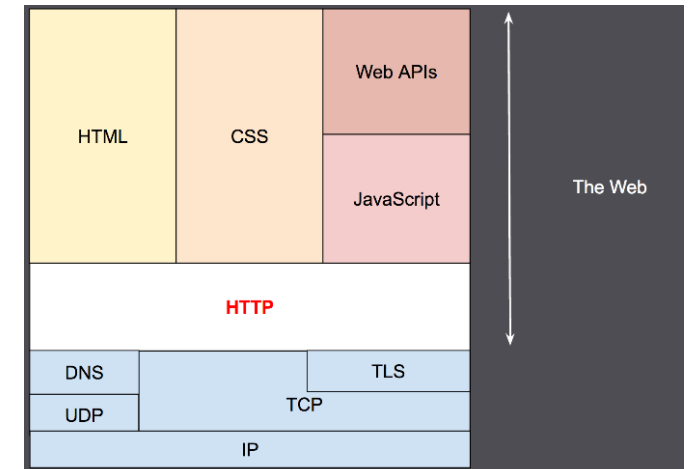 Web APIs
HTML
CSS
JavaScript
The Web
HTTP
DNS
TLS
UDP
TCP
IP